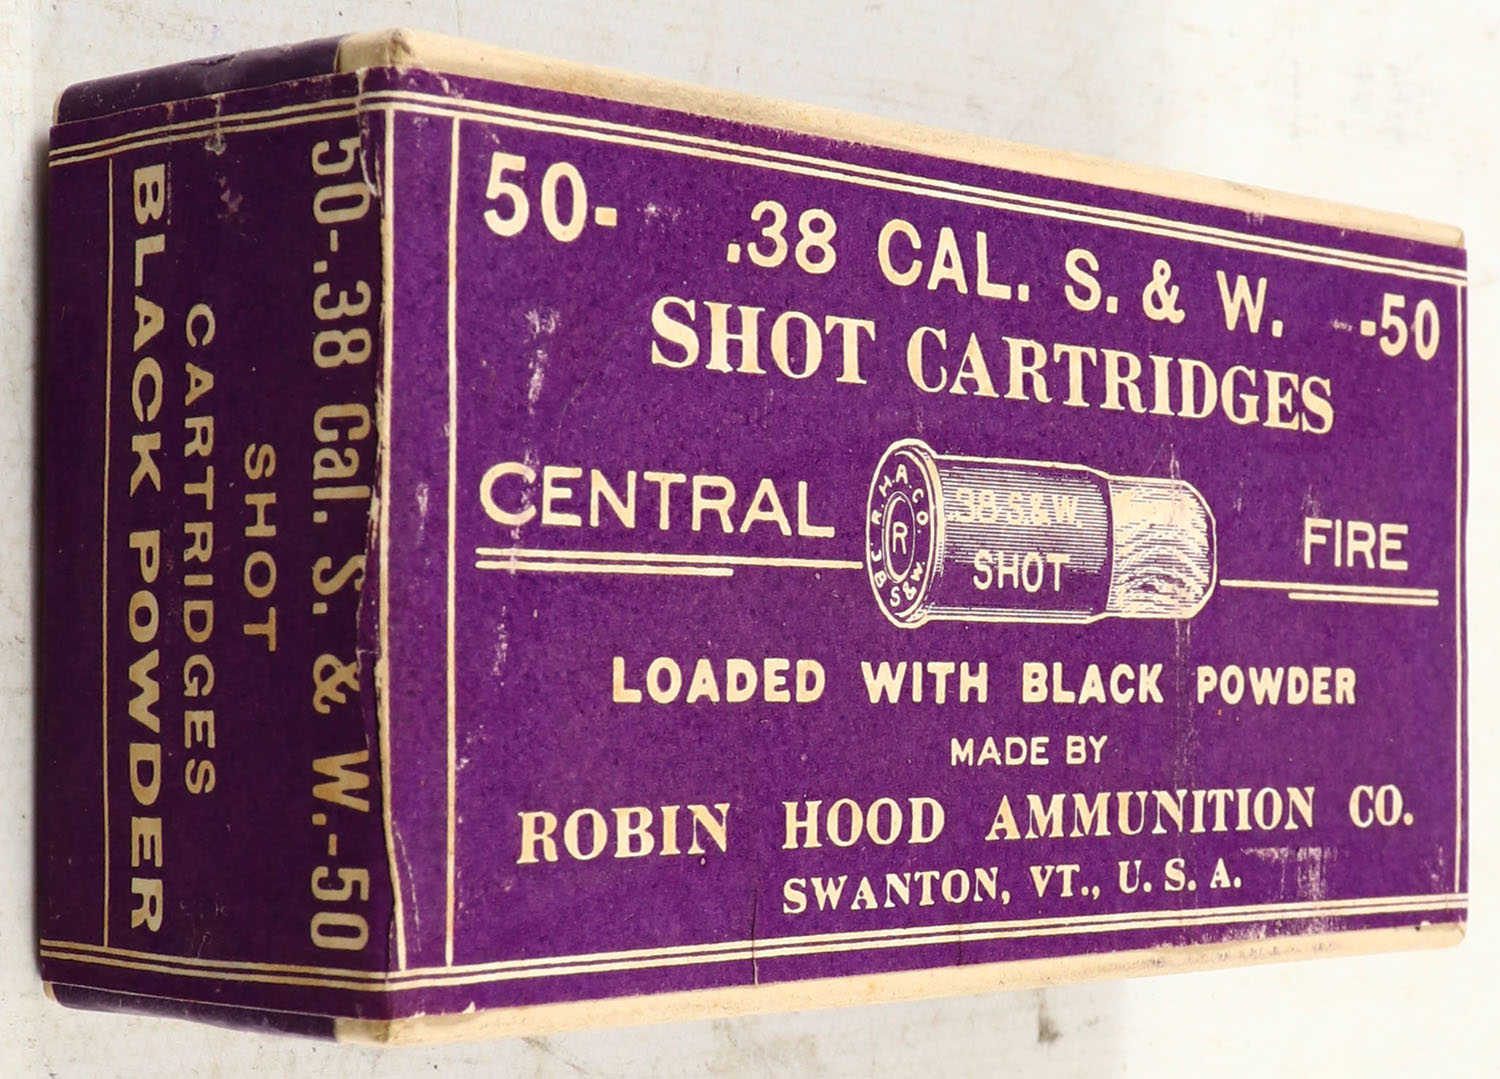 50- .38 CAL. S. & W. -50
SHOT CARTRIDGES
CENTRAL FIRE
R.H.A.CO.
R
.38 S&W.
S&W.
SHOT
LOADED WITH BLACK POWDER
MADE BY
ROBIN HOOD AMMUNITION CO.
SWANTON, VT., U. S. A.
50-.38 Cal. S. & W.-50
SHOT
CARTRIDGES
BLACK POWDER